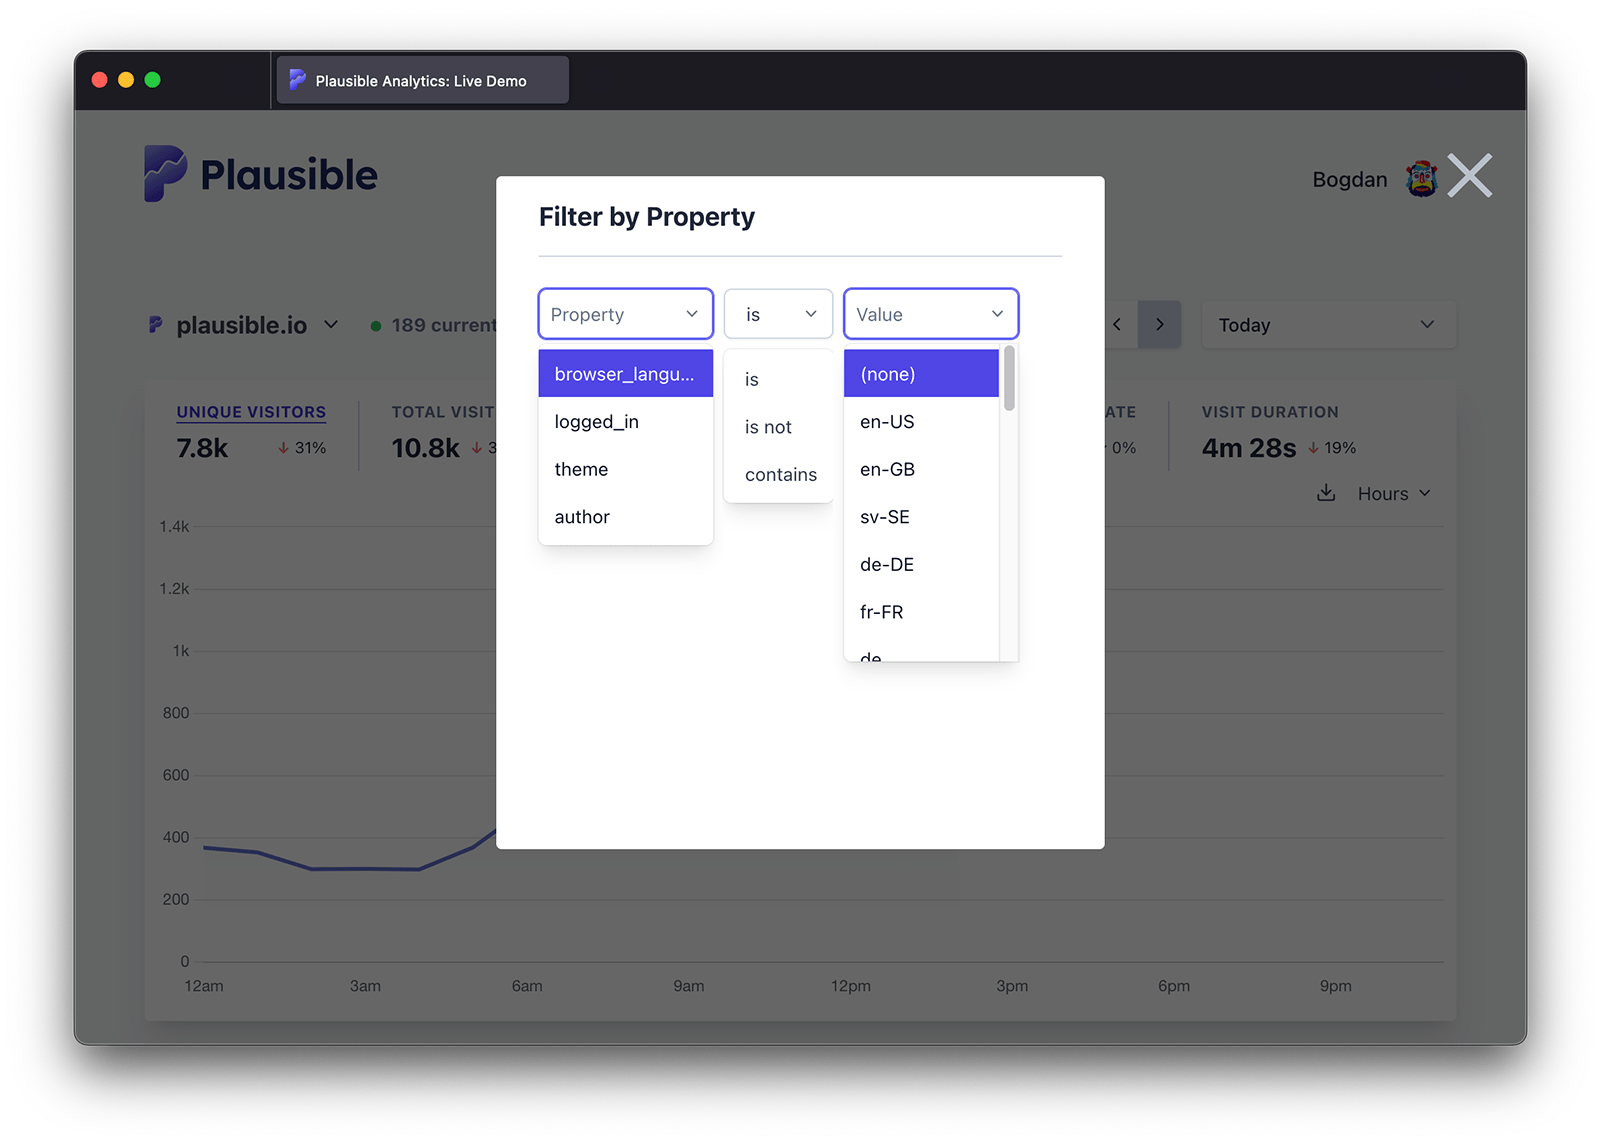 Plausible Analytics: Live Demo
Plausible
Bogdan
Filter by Property
plausible.io
189 current
Today
Property
is
Value
browser_langu...
logged_in
theme
author
is
is not
contains
(none)
en-US
en-GB
sv-SE
de-DE
fr-FR
de
UNIQUE VISITORS
7.8k
31%
TOTAL VISIT
10.8k
3
ATE
0%
VISIT DURATION
4m 28s
19%
Hours
1.4k
1.2k
1k
800
600
400
200
0
12am 3am 6am 9am 12pm 3pm 6pm 9pm